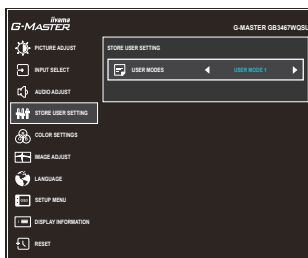 iiyama
G-MASTER
G-MASTER GB3467WQSU
PICTURE ADJUST
STORE USER SETTING
USER MODES
USER MODE 1
INPUT SELECT
AUDIO ADJUST
STORE USER SETTING
COLOR SETTINGS
IMAGE ADJUST
LANGUAGE
OSD
SETUP MENU
DISPLAY INFORMATION
RESET